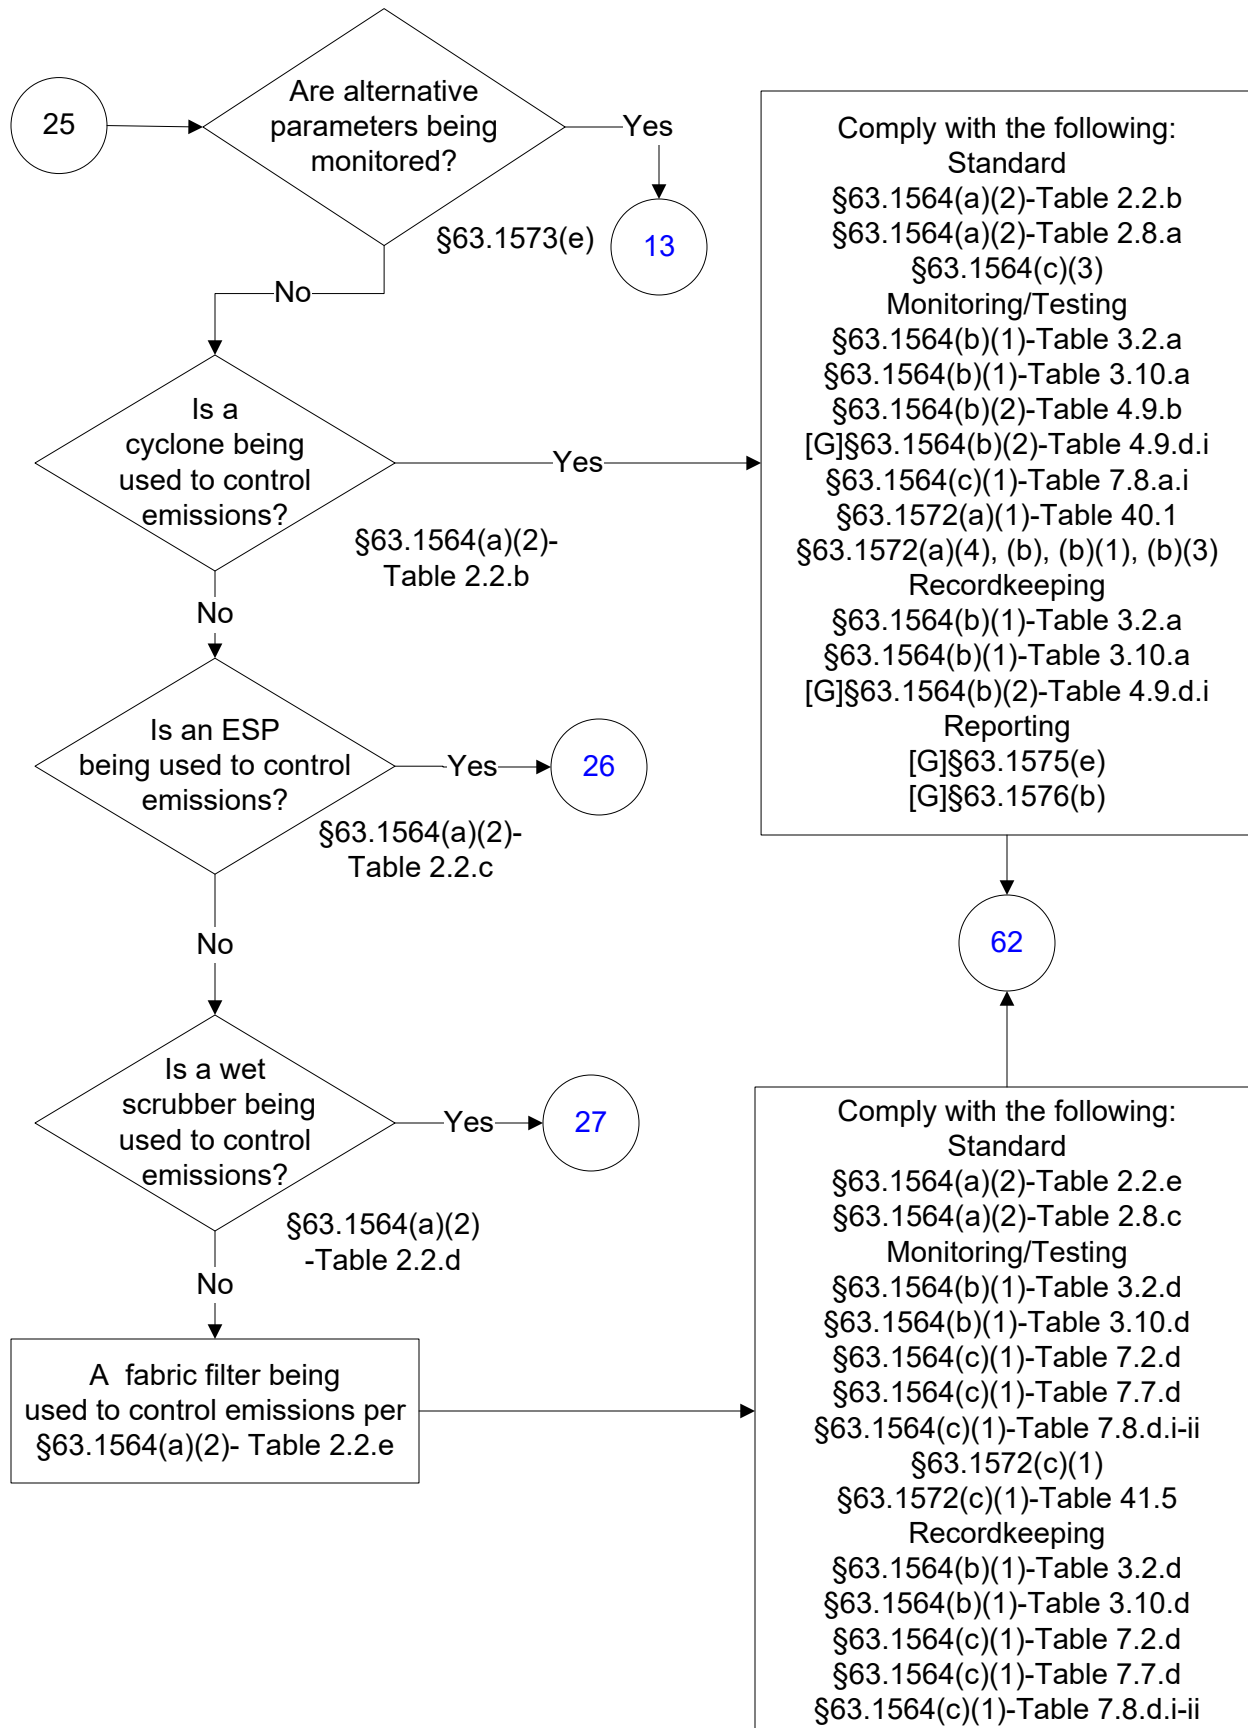 25
Are alternative
parameters being
monitored?
Yes
§63.1573(e)
13
No
Is a
cyclone being
used to control
emissions?
Yes
§63.1564(a)(2)-
Table 2.2.b
No
Is an ESP
being used to control
emissions?
Yes
26
§63.1564(a)(2)-
Table 2.2.c
No
Is a wet
scrubber being
used to control
emissions?
Yes
27
§63.1564(a)(2)
-Table 2.2.d
No
A fabric filter being
used to control emissions per
§63.1564(a)(2)- Table 2.2.e
Comply with the following:
Standard
§63.1564(a)(2)-Table 2.2.b
§63.1564(a)(2)-Table 2.8.a
§63.1564(c)(3)
Monitoring/Testing
§63.1564(b)(1)-Table 3.2.a
§63.1564(b)(1)-Table 3.10.a
§63.1564(b)(2)-Table 4.9.b
[G]§63.1564(b)(2)-Table 4.9.d.i
§63.1564(c)(1)-Table 7.8.a.i
§63.1572(a)(1)-Table 40.1
§63.1572(a)(4), (b), (b)(1), (b)(3)
Recordkeeping
§63.1564(b)(1)-Table 3.2.a
§63.1564(b)(1)-Table 3.10.a
[G]§63.1564(b)(2)-Table 4.9.d.i
Reporting
[G]§63.1575(e)
[G]§63.1576(b)
62
Comply with the following:
Standard
§63.1564(a)(2)-Table 2.2.e
§63.1564(a)(2)-Table 2.8.c
Monitoring/Testing
§63.1564(b)(1)-Table 3.2.d
§63.1564(b)(1)-Table 3.10.d
§63.1564(c)(1)-Table 7.2.d
§63.1564(c)(1)-Table 7.7.d
§63.1564(c)(1)-Table 7.8.d.i-ii
§63.1572(c)(1)
§63.1572(c)(1)-Table 41.5
Recordkeeping
§63.1564(b)(1)-Table 3.2.d
§63.1564(b)(1)-Table 3.10.d
§63.1564(c)(1)-Table 7.2.d
§63.1564(c)(1)-Table 7.7.d
§63.1564(c)(1)-Table 7.8.d.i-ii